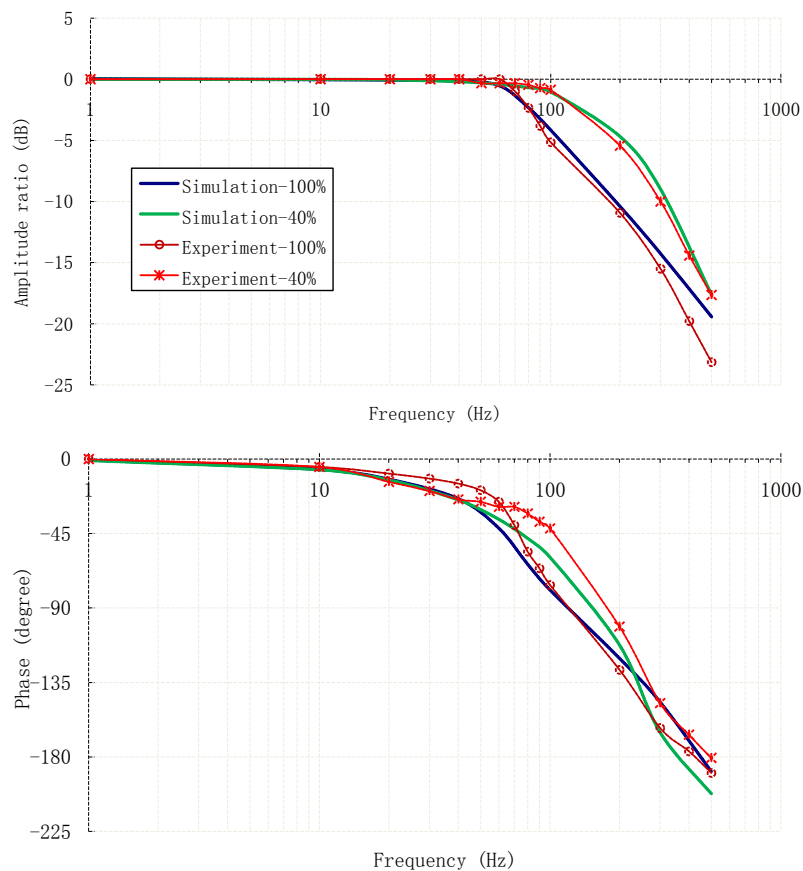 5
0
1
10
100
1000
-5
-10
-15
-20
-25
Amplitude ratio (dB)
Simulation-100%
Simulation-40%
Experiment-100%
Experiment-40%
Frequency (Hz)
0
1
10
100
1000
-45
-90
-135
-180
-225
Phase (degree)
Frequency (Hz)